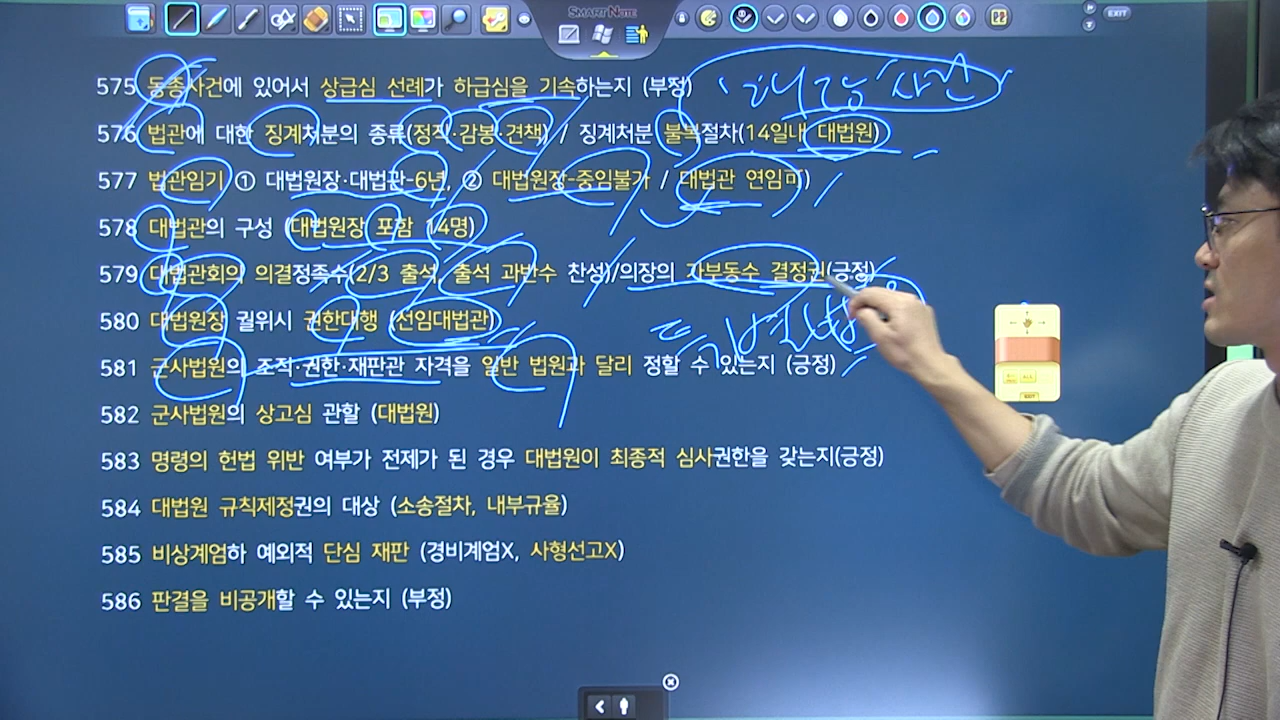 SMART NOTE
EXIT
575 동종사건에 있어서 상급심 선례가 하급심을 기속하는지 (부정)
576 법관에 대한 징계처분의 종류(정직·감봉·견책) / 징계처분 불복절차(14일내 대법원)
577 법관임기 ① 대법원장·대법관-6년, ② 대법원장-중임불가 / 대법관 연임可)
578 대법관의 구성 (대법원장 포함 14명)
579 대법관회의 의결정족수(2/3 출석, 출석 과반수 찬성)/의장의 가부동수 결정권(긍정)
580 대법원장 궐위시 권한대행 (선임대법관)
581 군사법원의 조직·권한·재판관 자격을 일반 법원과 달리 정할 수 있는지 (긍정)
582 군사법원의 상고심 관할 (대법원)
583 명령의 헌법 위반 여부가 전제가 된 경우 대법원이 최종적 심사권한을 갖는지(긍정)
584 대법원 규칙제정권의 대상 (소송절차, 내부규율)
585 비상계엄하 예외적 단심 재판 (경비계엄X, 사형선고X)
586 판결을 비공개할 수 있는지 (부정)